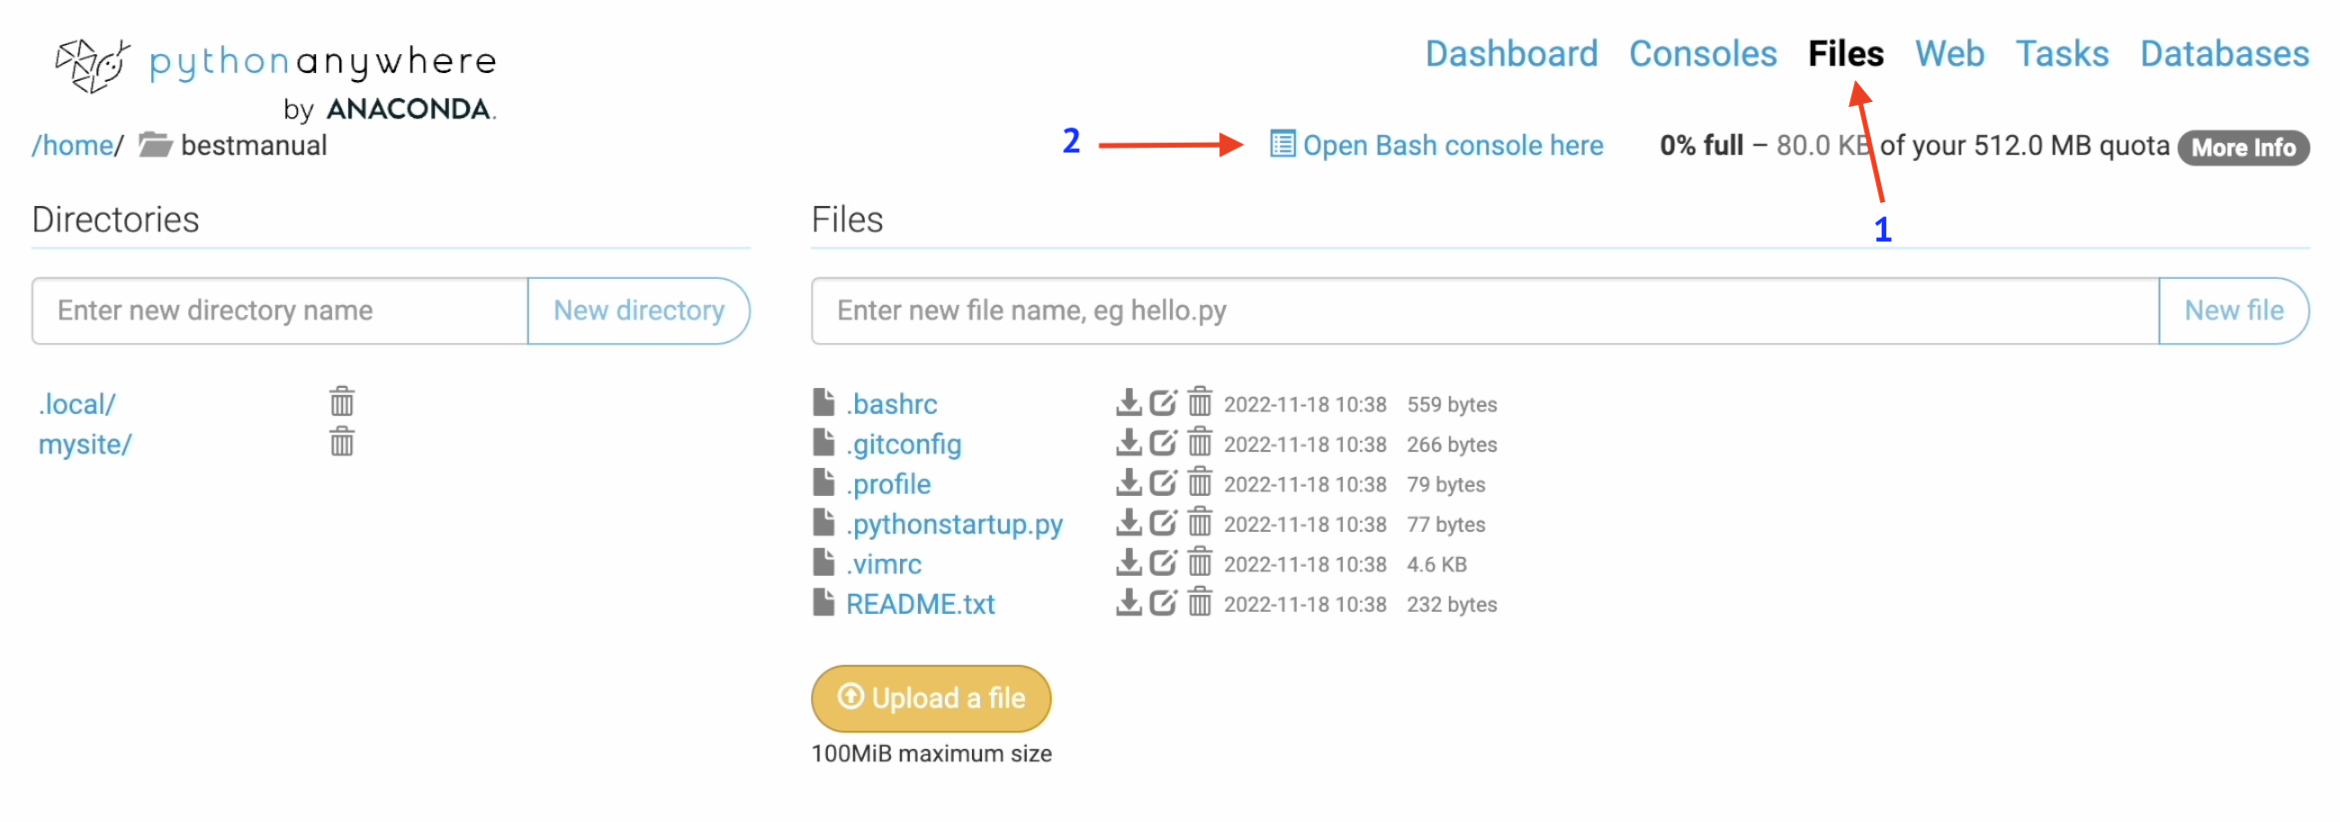 pythonanywhere
by ANACONDA.
Dashboard Consoles Files Web Tasks Databases
/home/ bestmanual
2 Open Bash console here 0% full – 80.0 KB of your 512.0 MB quota More Info
1
Directories
Enter new directory name New directory
.local/
mysite/
Files
Enter new file name, eg hello.py New file
.bashrc 2022-11-18 10:38 559 bytes
.gitconfig 2022-11-18 10:38 266 bytes
.profile 2022-11-18 10:38 79 bytes
.pythonstartup.py 2022-11-18 10:38 77 bytes
.vimrc 2022-11-18 10:38 4.6 KB
README.txt 2022-11-18 10:38 232 bytes
Upload a file
100MiB maximum size